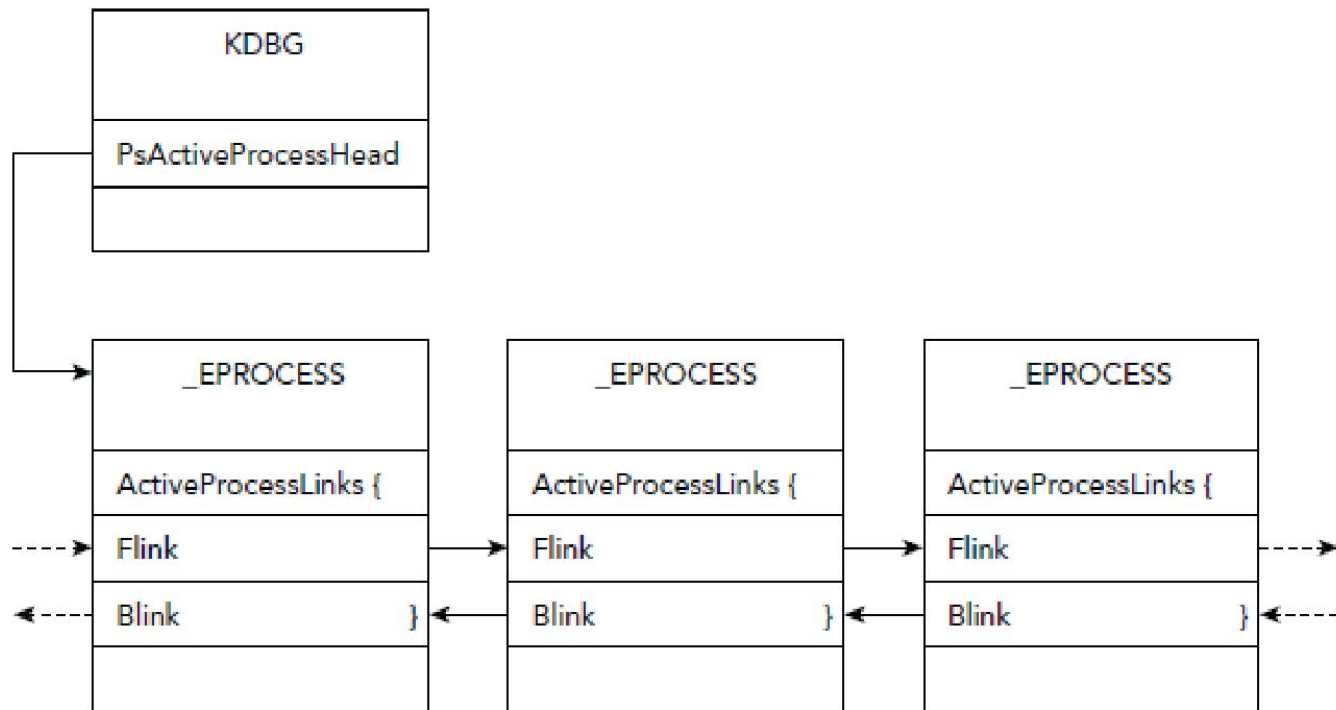 KDBG
PsActiveProcessHead
_EPROCESS
_EPROCESS
_EPROCESS
ActiveProcessLinks {
ActiveProcessLinks {
ActiveProcessLinks {
Flink
Flink
Flink
Blink }
Blink }
Blink }